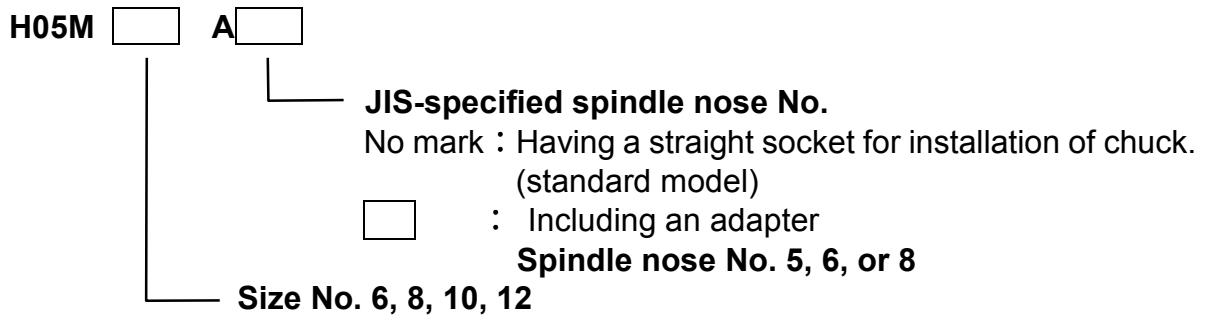 H05M A
JIS-specified spindle nose No.
No mark：Having a straight socket for installation of chuck.
(standard model)
： Including an adapter
Spindle nose No. 5, 6, or 8
Size No. 6, 8, 10, 12